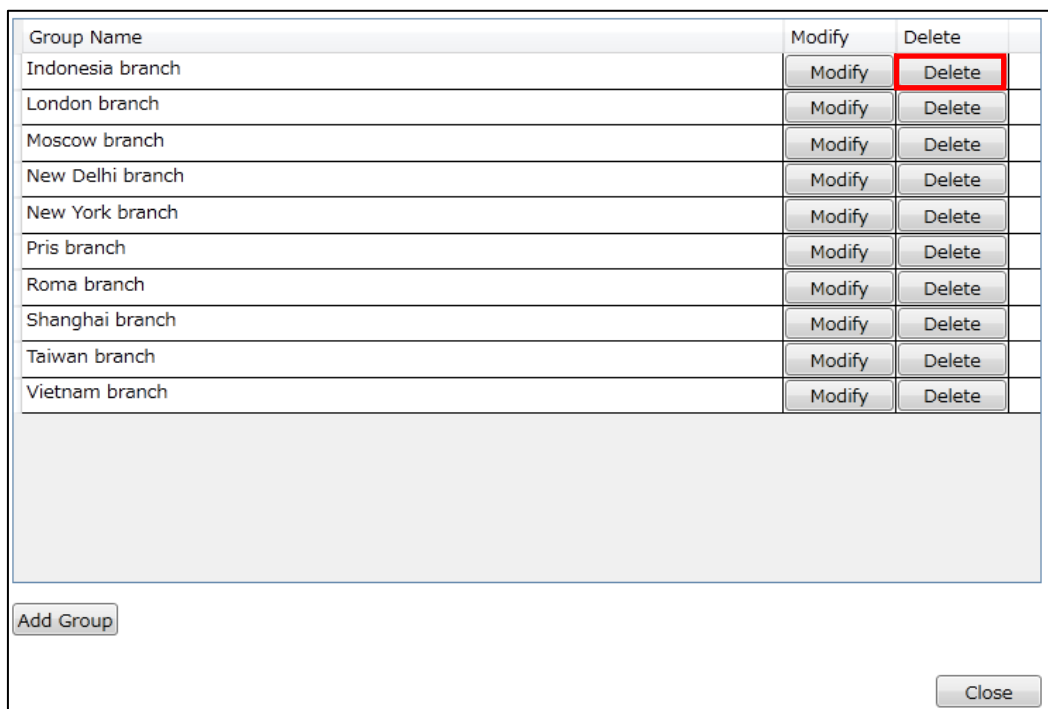 Group Name Modify Delete
Indonesia branch Modify Delete
London branch Modify Delete
Moscow branch Modify Delete
New Delhi branch Modify Delete
New York branch Modify Delete
Pris branch Modify Delete
Roma branch Modify Delete
Shanghai branch Modify Delete
Taiwan branch Modify Delete
Vietnam branch Modify Delete
Add Group
Close